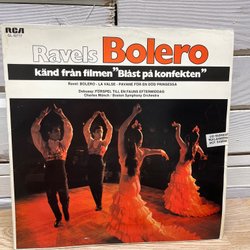 RCA
Ravels Bolero
känd från filmen "Blåst på konfekten"
Ravel: BOLERO · LA VALSE · PAVANE FÖR EN DÖD PRINSESSA
Debussy: FÖRSPEL TILL EN FAUNS EFTERMIDDAG
Charles Münch · Boston Symphony Orchestra